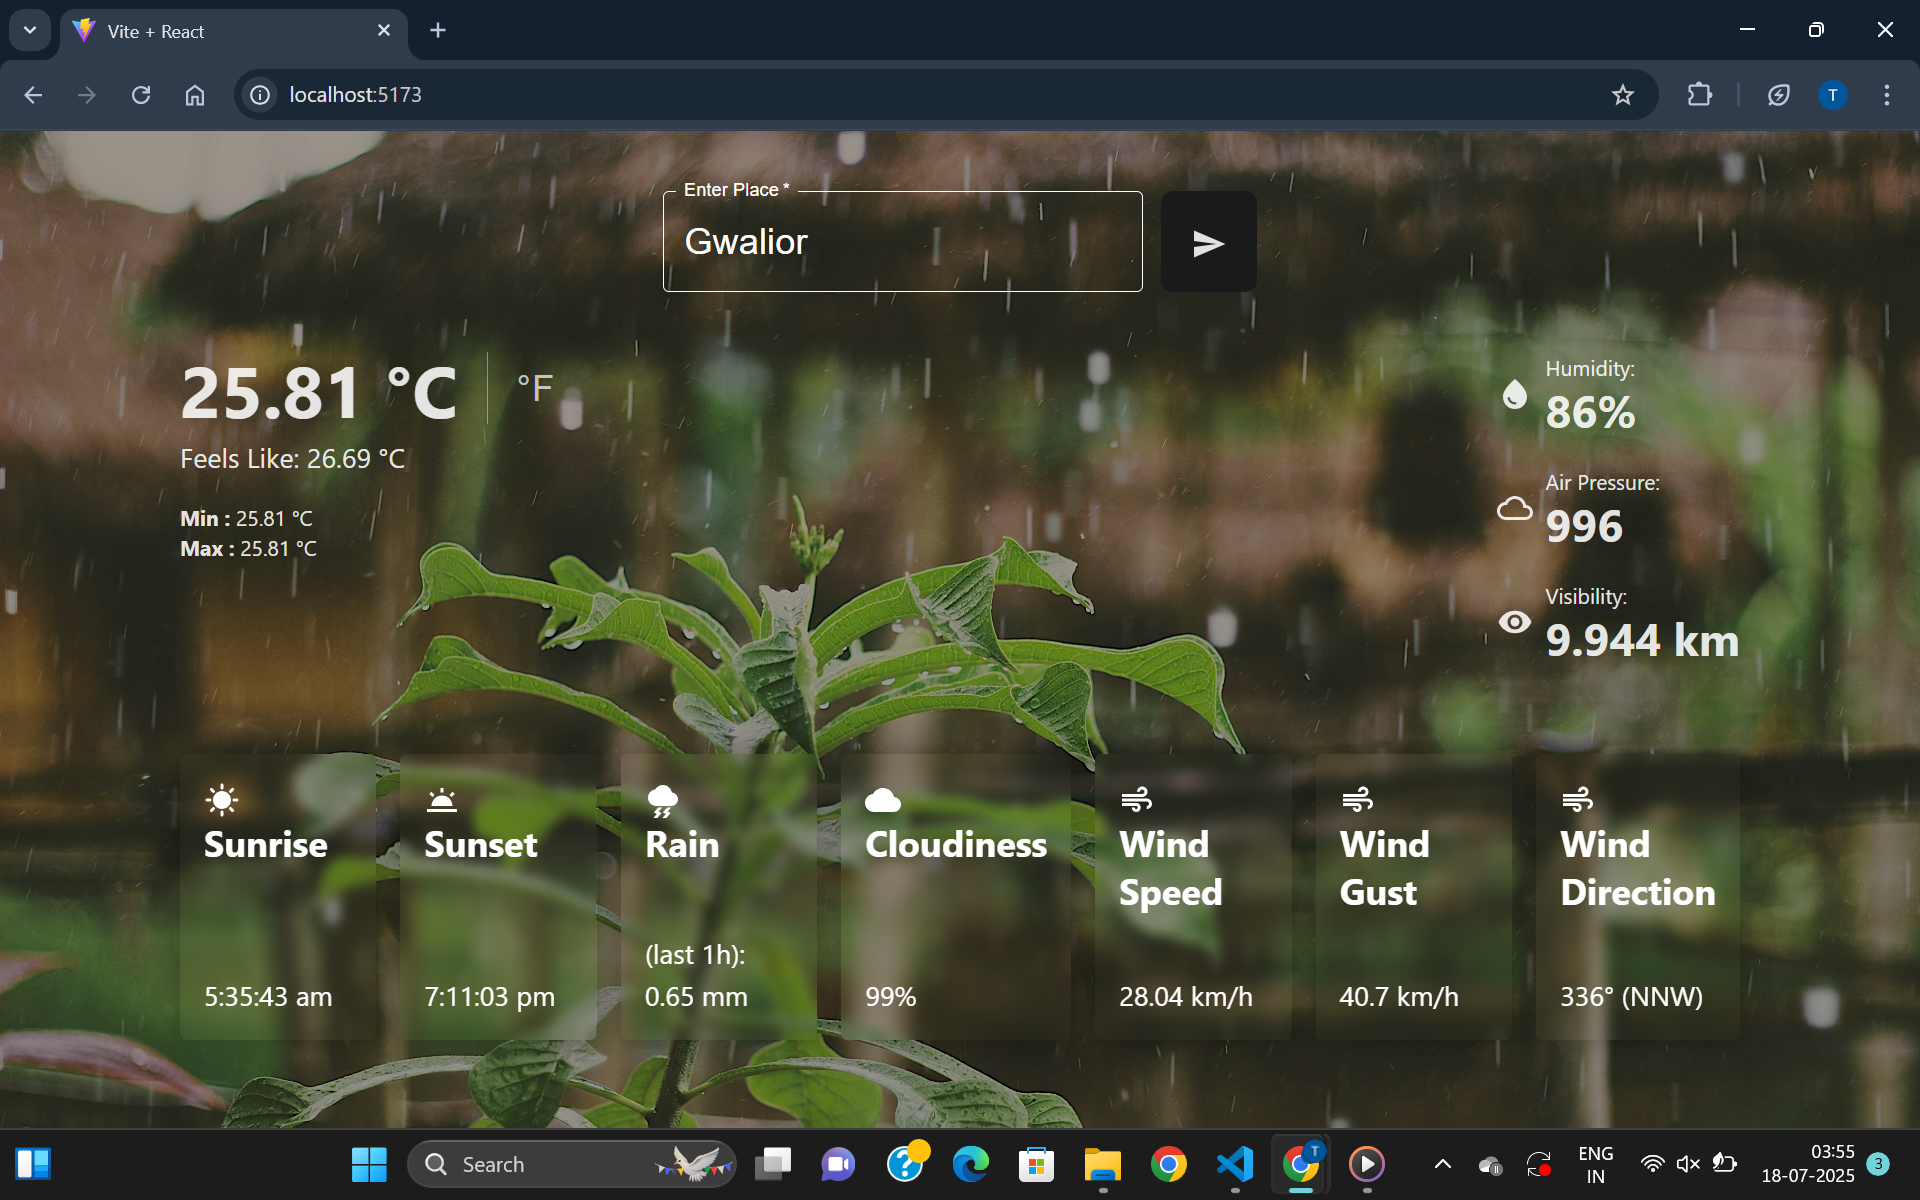 Vite + React
localhost:5173
Enter Place *
Gwalior
25.81 °C
°F
Feels Like: 26.69 °C
Min : 25.81 °C
Max : 25.81 °C
Humidity:
86%
Air Pressure:
996
Visibility:
9.944 km
Sunrise
5:35:43 am
Sunset
7:11:03 pm
Rain
(last 1h):
0.65 mm
Cloudiness
99%
Wind
Speed
28.04 km/h
Wind
Gust
40.7 km/h
Wind
Direction
336° (NNW)
Search
T
T
ENG
IN
03:55
18-07-2025
3